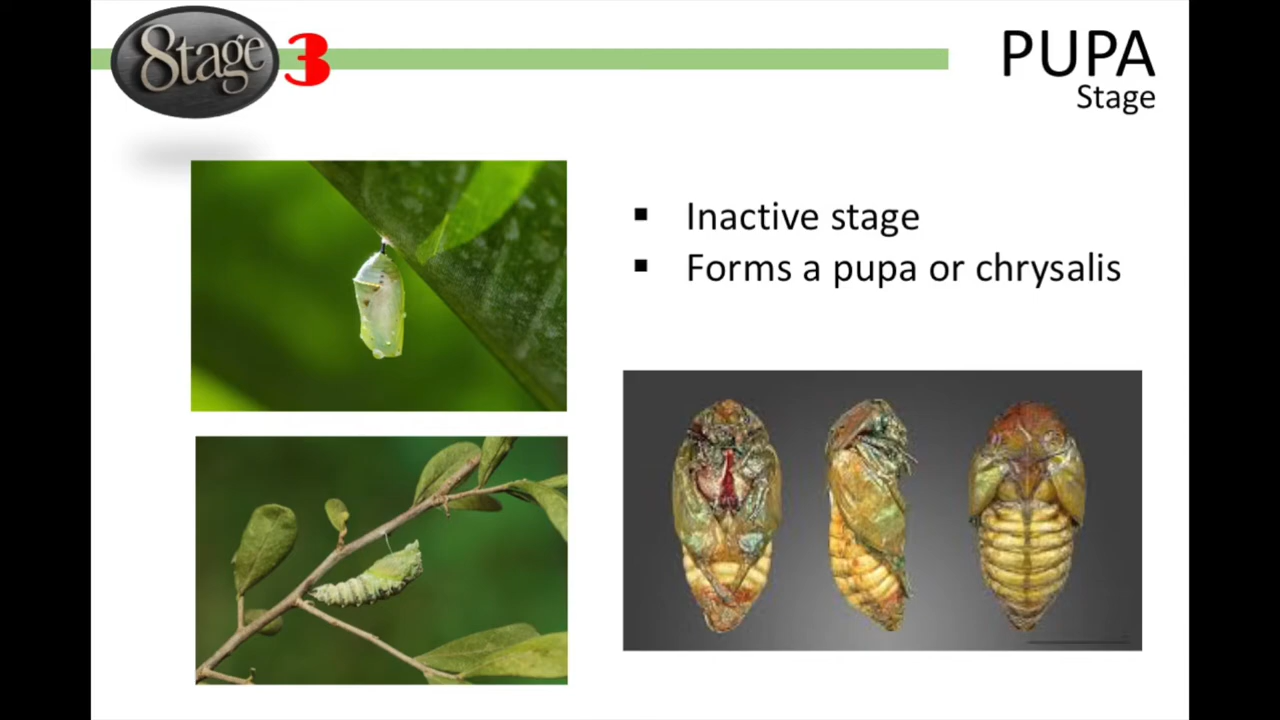 Stage 3
PUPA
Stage
▪ Inactive stage
▪ Forms a pupa or chrysalis